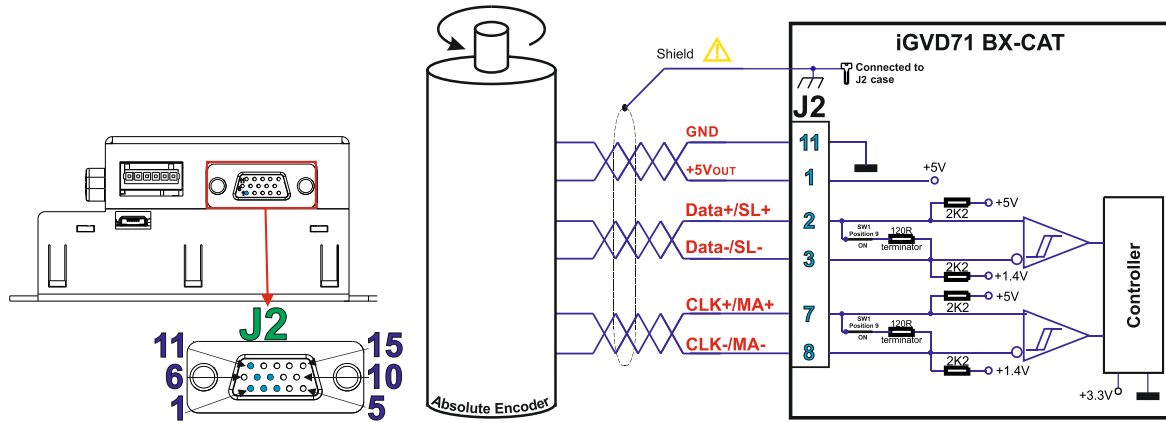 J2
11
6
1
15
10
5
Absolute Encoder
Shield
GND
+5VOUT
Data+/SL+
Data-/SL-
CLK+/MA+
CLK-/MA-
iGVD71 BX-CAT
Connected to
J2 case
J2
11
1
2
3
7
8
+5V
+5V
2K2
SW1
Position 9
ON
120R
terminator
2K2
+1.4V
+5V
2K2
SW1
Position 9
ON
120R
terminator
2K2
+1.4V
Controller
+3.3V